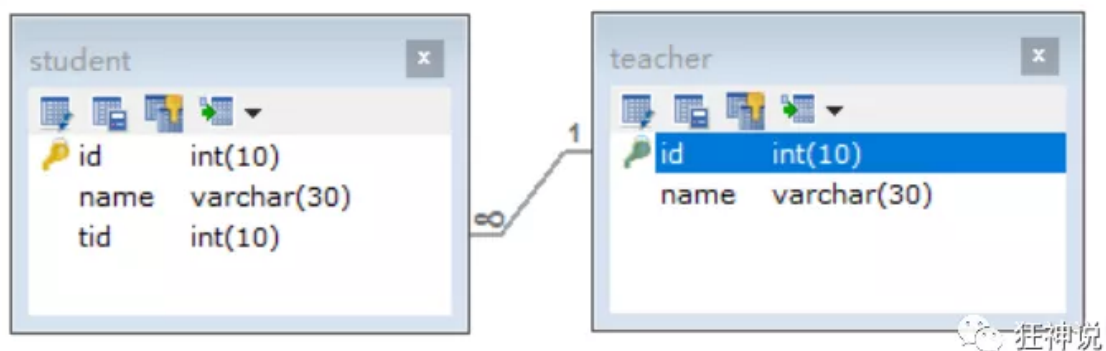 student x
id int(10)
name varchar(30)
tid int(10)
∞
1
teacher x
id int(10)
name varchar(30)
狂神说